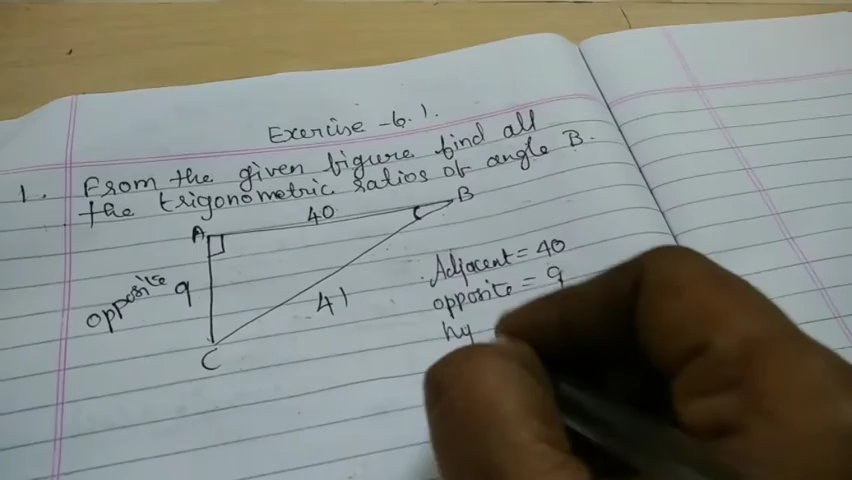 Exercise - 6.1.
1. From the given figure find all
the trigonometric ratios of angle B.
A
40
B
opposite 9
41
C
Adjacent = 40
opposite = 9
hy